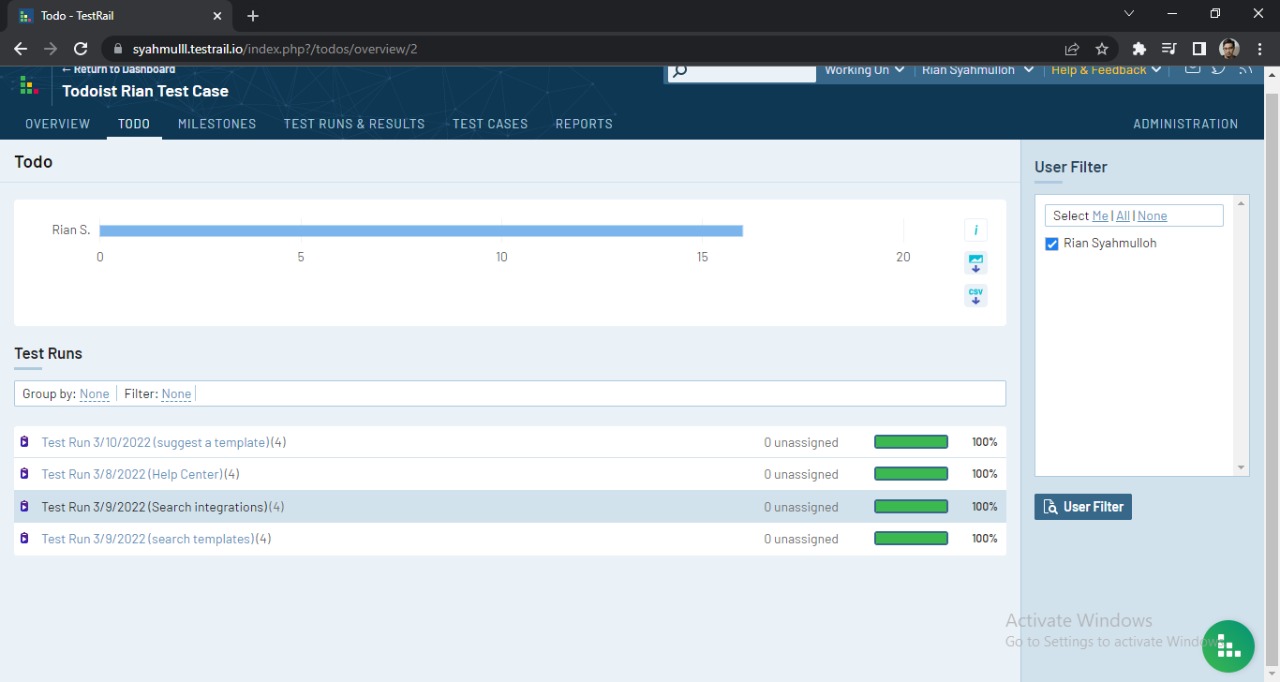 Todo - TestRail
syahmulll.testrail.io/index.php?/todos/overview/2
← Return to Dashboard
Working On
Rian Syahmulloh
Help & Feedback
Todoist Rian Test Case
OVERVIEW
TODO
MILESTONES
TEST RUNS & RESULTS
TEST CASES
REPORTS
ADMINISTRATION
Todo
Rian S.
0
5
10
15
20
i
CSV
Test Runs
Group by: None
Filter: None
Test Run 3/10/2022 (suggest a template) (4)
0 unassigned
100%
Test Run 3/8/2022 (Help Center) (4)
0 unassigned
100%
Test Run 3/9/2022 (Search integrations) (4)
0 unassigned
100%
Test Run 3/9/2022 (search templates) (4)
0 unassigned
100%
User Filter
Select Me | All | None
Rian Syahmulloh
User Filter
Activate Windows
Go to Settings to activate Windows